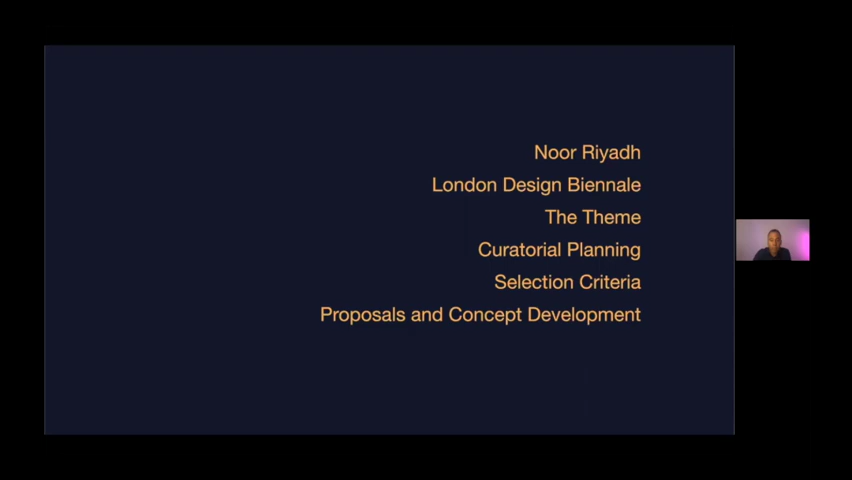 Noor Riyadh
London Design Biennale
The Theme
Curatorial Planning
Selection Criteria
Proposals and Concept Development